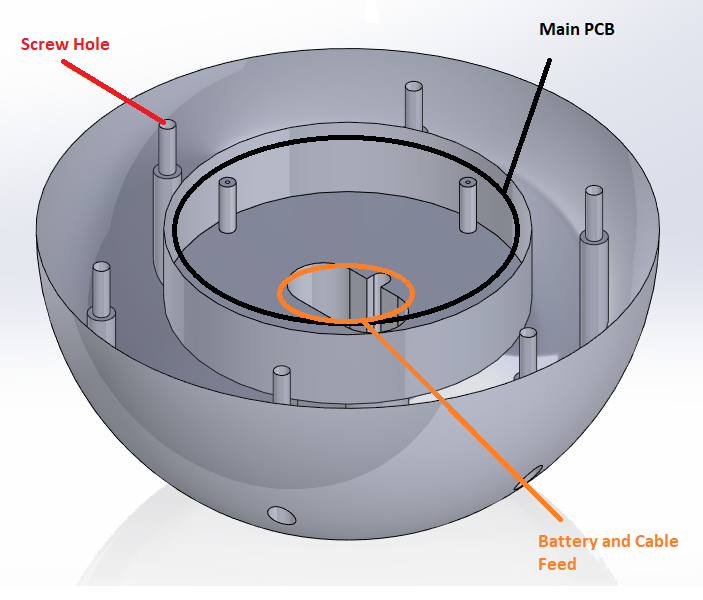 Main PCB
Screw Hole
Battery and Cable
Feed